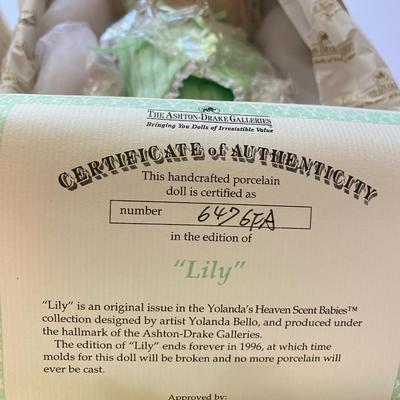 THE ASHTON-DRAKE GALLERIES
Bringing You Dolls of Irresistible Value
CERTIFICATE of AUTHENTICITY
This handcrafted porcelain
doll is certified as
number 6476FA
in the edition of
"Lily"
"Lily" is an original issue in the Yolanda's Heaven Scent Babies™
collection designed by artist Yolanda Bello, and produced under
the hallmark of the Ashton-Drake Galleries.
The edition of "Lily" ends forever in 1996, at which time
molds for this doll will be broken and no more porcelain will
ever be cast.
Approved by: